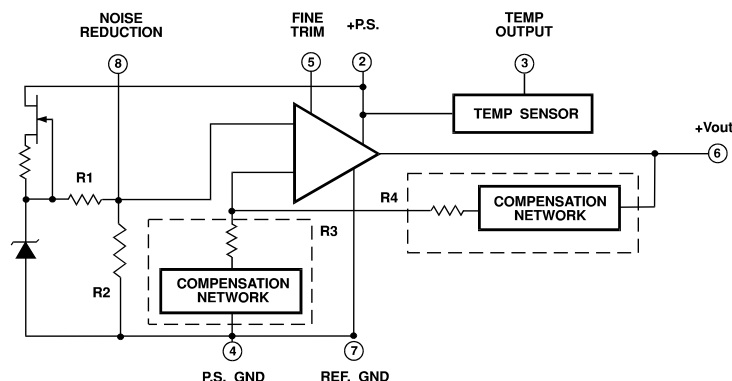 NOISE
REDUCTION
8
FINE
TRIM
5
+P.S.
2
TEMP
OUTPUT
3
TEMP SENSOR
+Vout
6
R1
R4
COMPENSATION
NETWORK
R3
R2
COMPENSATION
NETWORK
4
P.S. GND
7
REF. GND